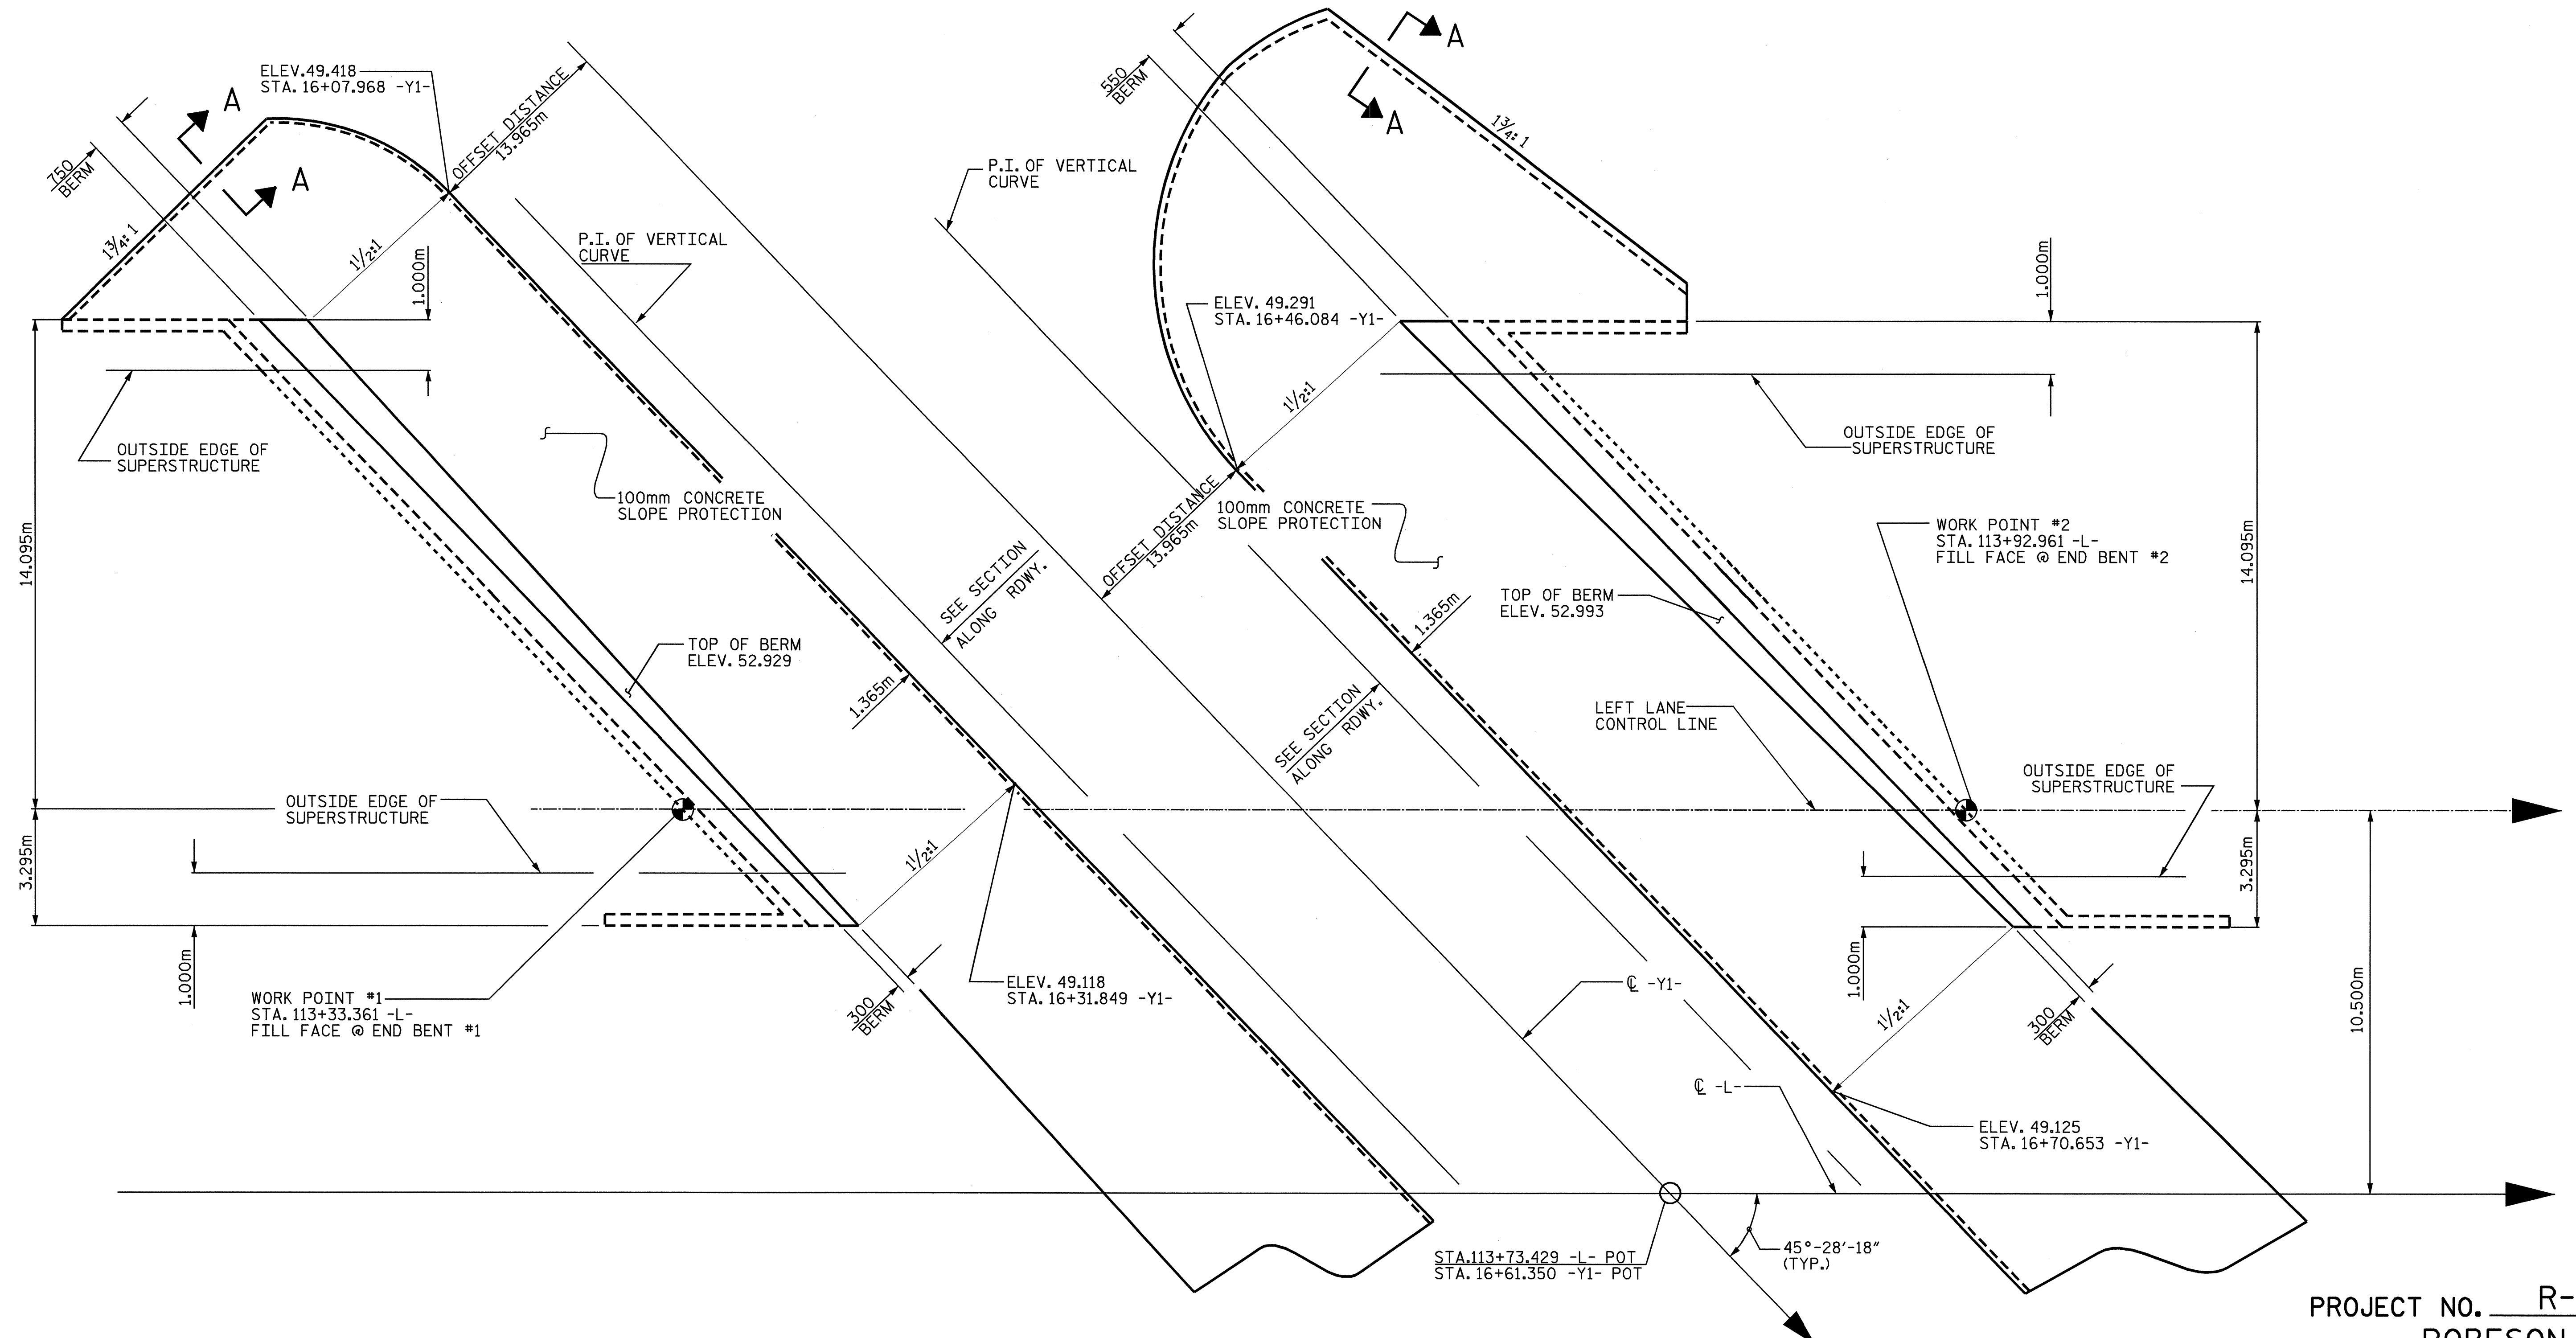 A
A
ELEV. 49.418
STA. 16+07.968 -Y1-
OFFSET DISTANCE
13.965m
550
BERM
A
A
1¾:1
750
BERM
P.I. OF VERTICAL
CURVE
1¾:1
1½:1
1.000m
P.I. OF VERTICAL
CURVE
1.000m
ELEV. 49.291
STA. 16+46.084 -Y1-
1½:1
OUTSIDE EDGE OF
SUPERSTRUCTURE
OUTSIDE EDGE OF
SUPERSTRUCTURE
100mm CONCRETE
SLOPE PROTECTION
OFFSET DISTANCE
13.965m
100mm CONCRETE
SLOPE PROTECTION
WORK POINT #2
STA. 113+92.961 -L-
FILL FACE @ END BENT #2
14.095m
14.095m
SEE SECTION
ALONG RDWY.
TOP OF BERM
ELEV. 52.993
1.365m
TOP OF BERM
ELEV. 52.929
1.365m
SEE SECTION
ALONG RDWY.
LEFT LANE
CONTROL LINE
OUTSIDE EDGE OF
SUPERSTRUCTURE
OUTSIDE EDGE OF
SUPERSTRUCTURE
3.295m
3.295m
1½:1
1.000m
1.000m
WORK POINT #1
STA. 113+33.361 -L-
FILL FACE @ END BENT #1
300
BERM
ELEV. 49.118
STA. 16+31.849 -Y1-
℄ -Y1-
1½:1
300
BERM
10.500m
℄ -L-
ELEV. 49.125
STA. 16+70.653 -Y1-
STA.113+73.429 -L- POT
STA. 16+61.350 -Y1- POT
45°-28'-18"
(TYP.)
PROJECT NO. R-
ROBESON